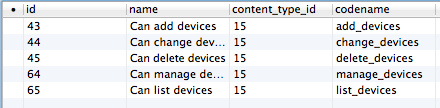 id name content_type_id codename
43 Can add devices 15 add_devices
44 Can change dev... 15 change_devices
45 Can delete devices 15 delete_devices
64 Can manage de... 15 manage_devices
65 Can list devices 15 list_devices